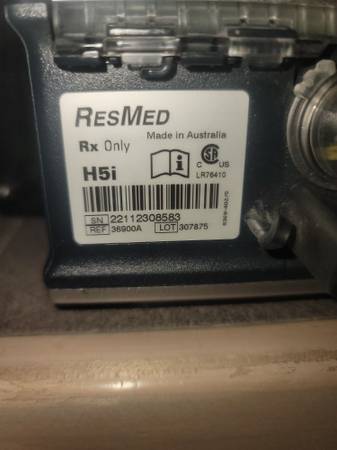 RESMED
Rx Only
Made in Australia
H5i
C US
LR76410
SN 22112308583
REF 36900A LOT 307875